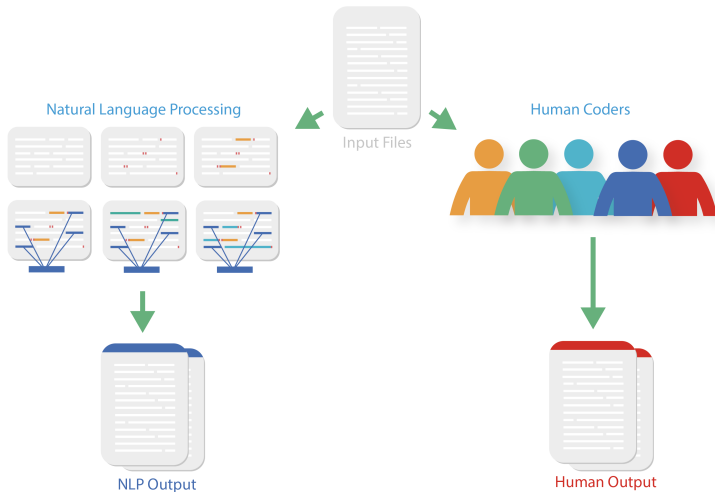 Input Files
Natural Language Processing
Human Coders
NLP Output
Human Output